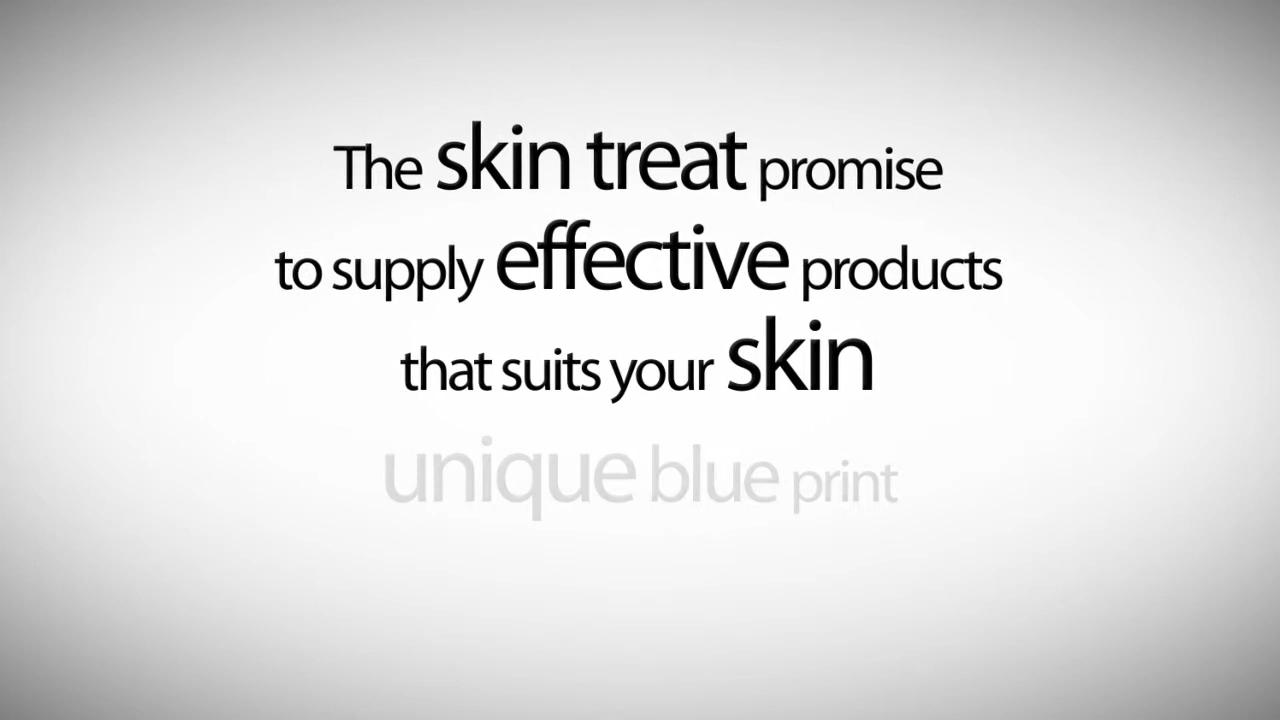 The skin treat promise
to supply effective products
that suits your skin
unique blue print